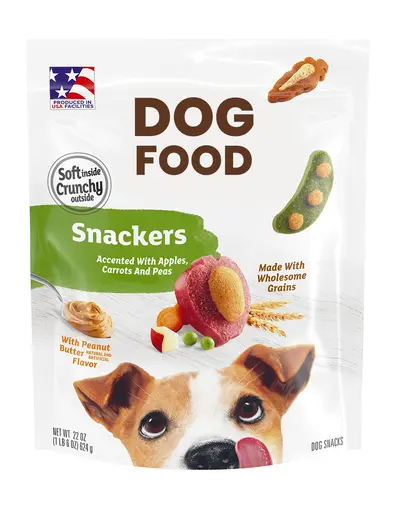 PRODUCED IN
USA FACILITIES
DOG
FOOD
Soft inside
Crunchy
outside
Snackers
Accented With Apples,
Carrots And Peas
Made With
Wholesome
Grains
With Peanut
Butter NATURAL AND ARTIFICIAL
Flavor
NET WT 22 OZ
(1 LB 6 OZ) 624g
DOG SNACKS